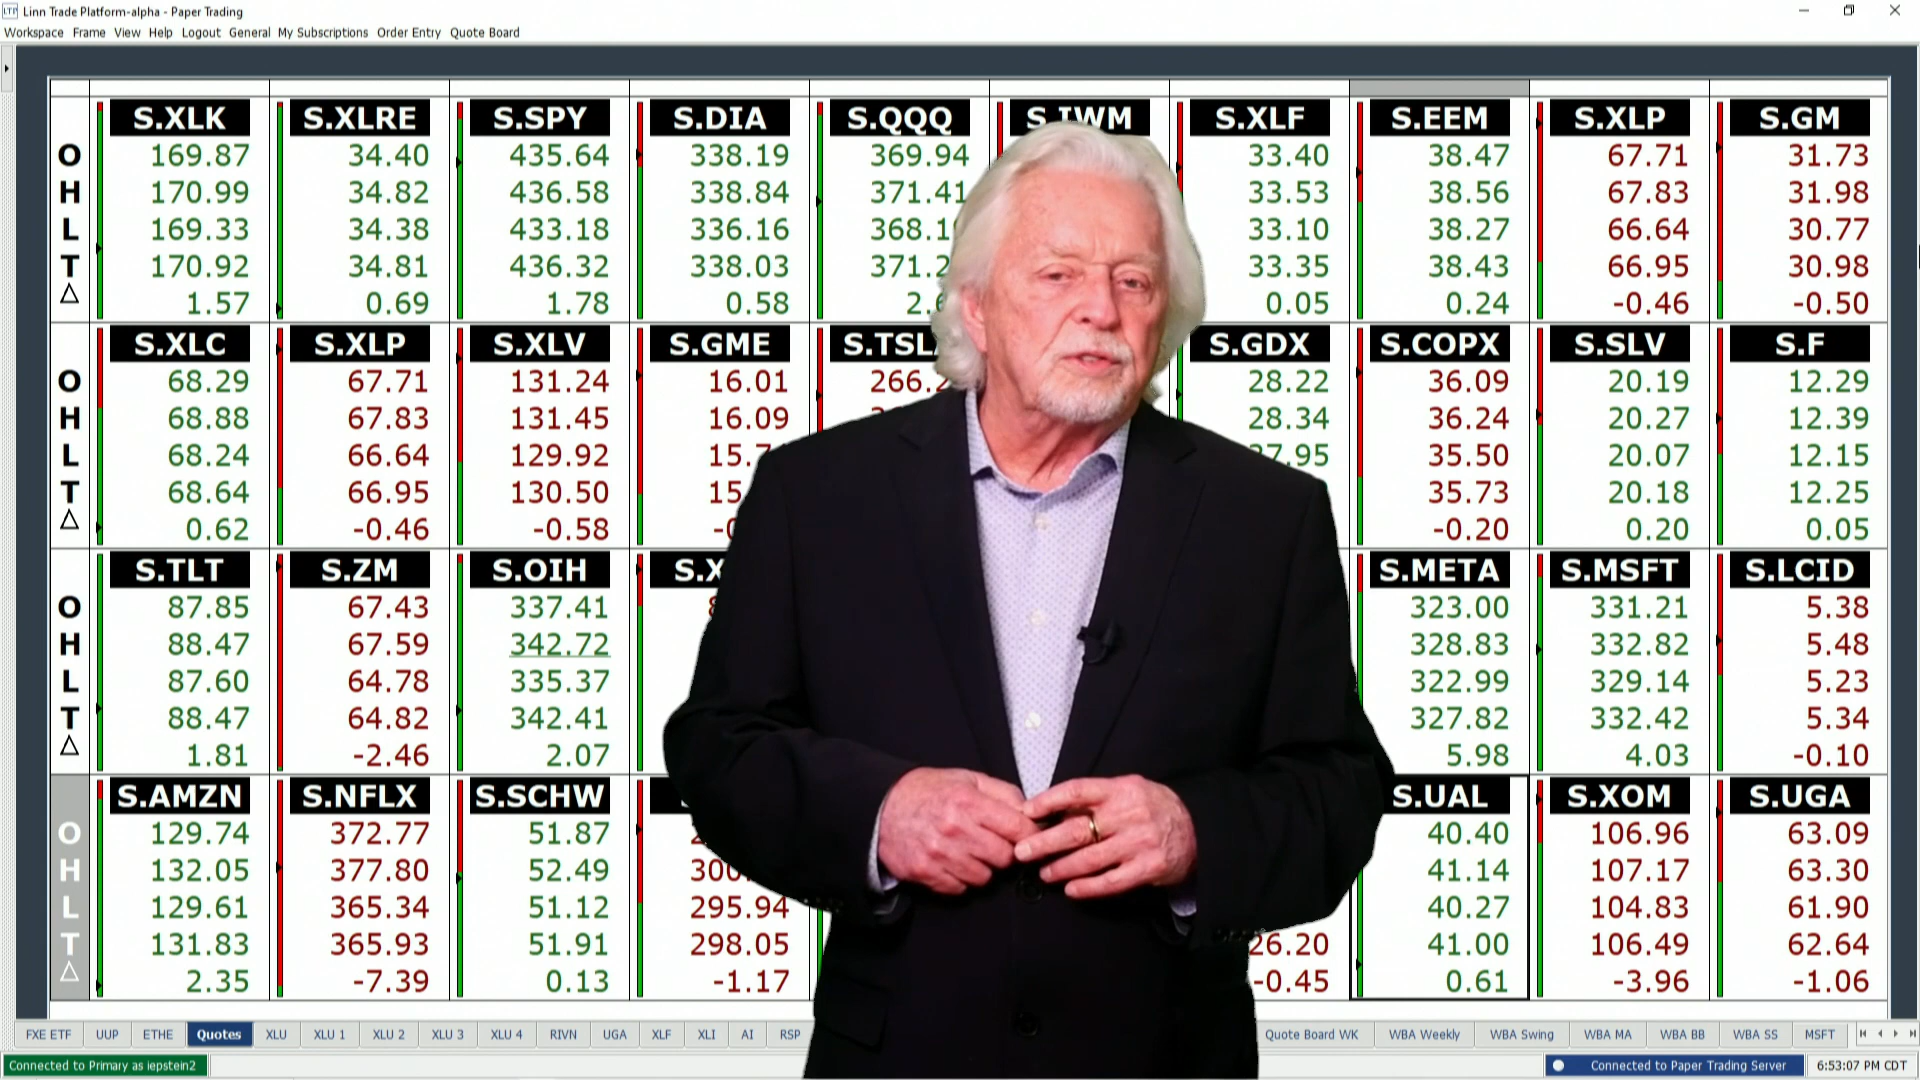 LTP Linn Trade Platform-alpha - Paper Trading
Workspace Frame View Help Logout General My Subscriptions Order Entry Quote Board
S.XLK S.XLRE S.SPY S.DIA S.QQQ S.IWM S.XLF S.EEM S.XLP S.GM
O 169.87 34.40 435.64 338.19 369.94 33.40 38.47 67.71 31.73
H 170.99 34.82 436.58 338.84 371.41 33.53 38.56 67.83 31.98
L 169.33 34.38 433.18 336.16 33.10 38.27 66.64 30.77
T 170.92 34.81 436.32 338.03 33.35 38.43 66.95 30.98
△ 1.57 0.69 1.78 0.58 0.05 0.24 -0.46 -0.50
S.XLC S.XLP S.XLV S.GME S.GDX S.COPX S.SLV S.F
O 68.29 67.71 131.24 16.01 28.22 36.09 20.19 12.29
H 68.88 67.83 131.45 16.09 28.34 36.24 20.27 12.39
L 68.24 66.64 129.92 35.50 20.07 12.15
T 68.64 66.95 130.50 35.73 20.18 12.25
△ 0.62 -0.46 -0.58 -0.20 0.20 0.05
S.TLT S.ZM S.OIH S.META S.MSFT S.LCID
O 87.85 67.43 337.41 323.00 331.21 5.38
H 88.47 67.59 342.72 328.83 332.82 5.48
L 87.60 64.78 335.37 322.99 329.14 5.23
T 88.47 64.82 342.41 327.82 332.42 5.34
△ 1.81 -2.46 2.07 5.98 4.03 -0.10
S.AMZN S.NFLX S.SCHW S.UAL S.XOM S.UGA
O 129.74 372.77 51.87 40.40 106.96 63.09
H 132.05 377.80 52.49 41.14 107.17 63.30
L 129.61 365.34 51.12 295.94 40.27 104.83 61.90
T 131.83 365.93 51.91 298.05 26.20 41.00 106.49 62.64
△ 2.35 -7.39 0.13 -1.17 -0.45 0.61 -3.96 -1.06
FXE ETF UUP ETHE Quotes XLU XLU 1 XLU 2 XLU 3 XLU 4 RIVN UGA XLF XLI AI RSP Quote Board WK WBA Weekly WBA Swing WBA MA WBA BB WBA SS MSFT
Connected to Primary as iepstein2 Connected to Paper Trading Server 6:53:07 PM CDT